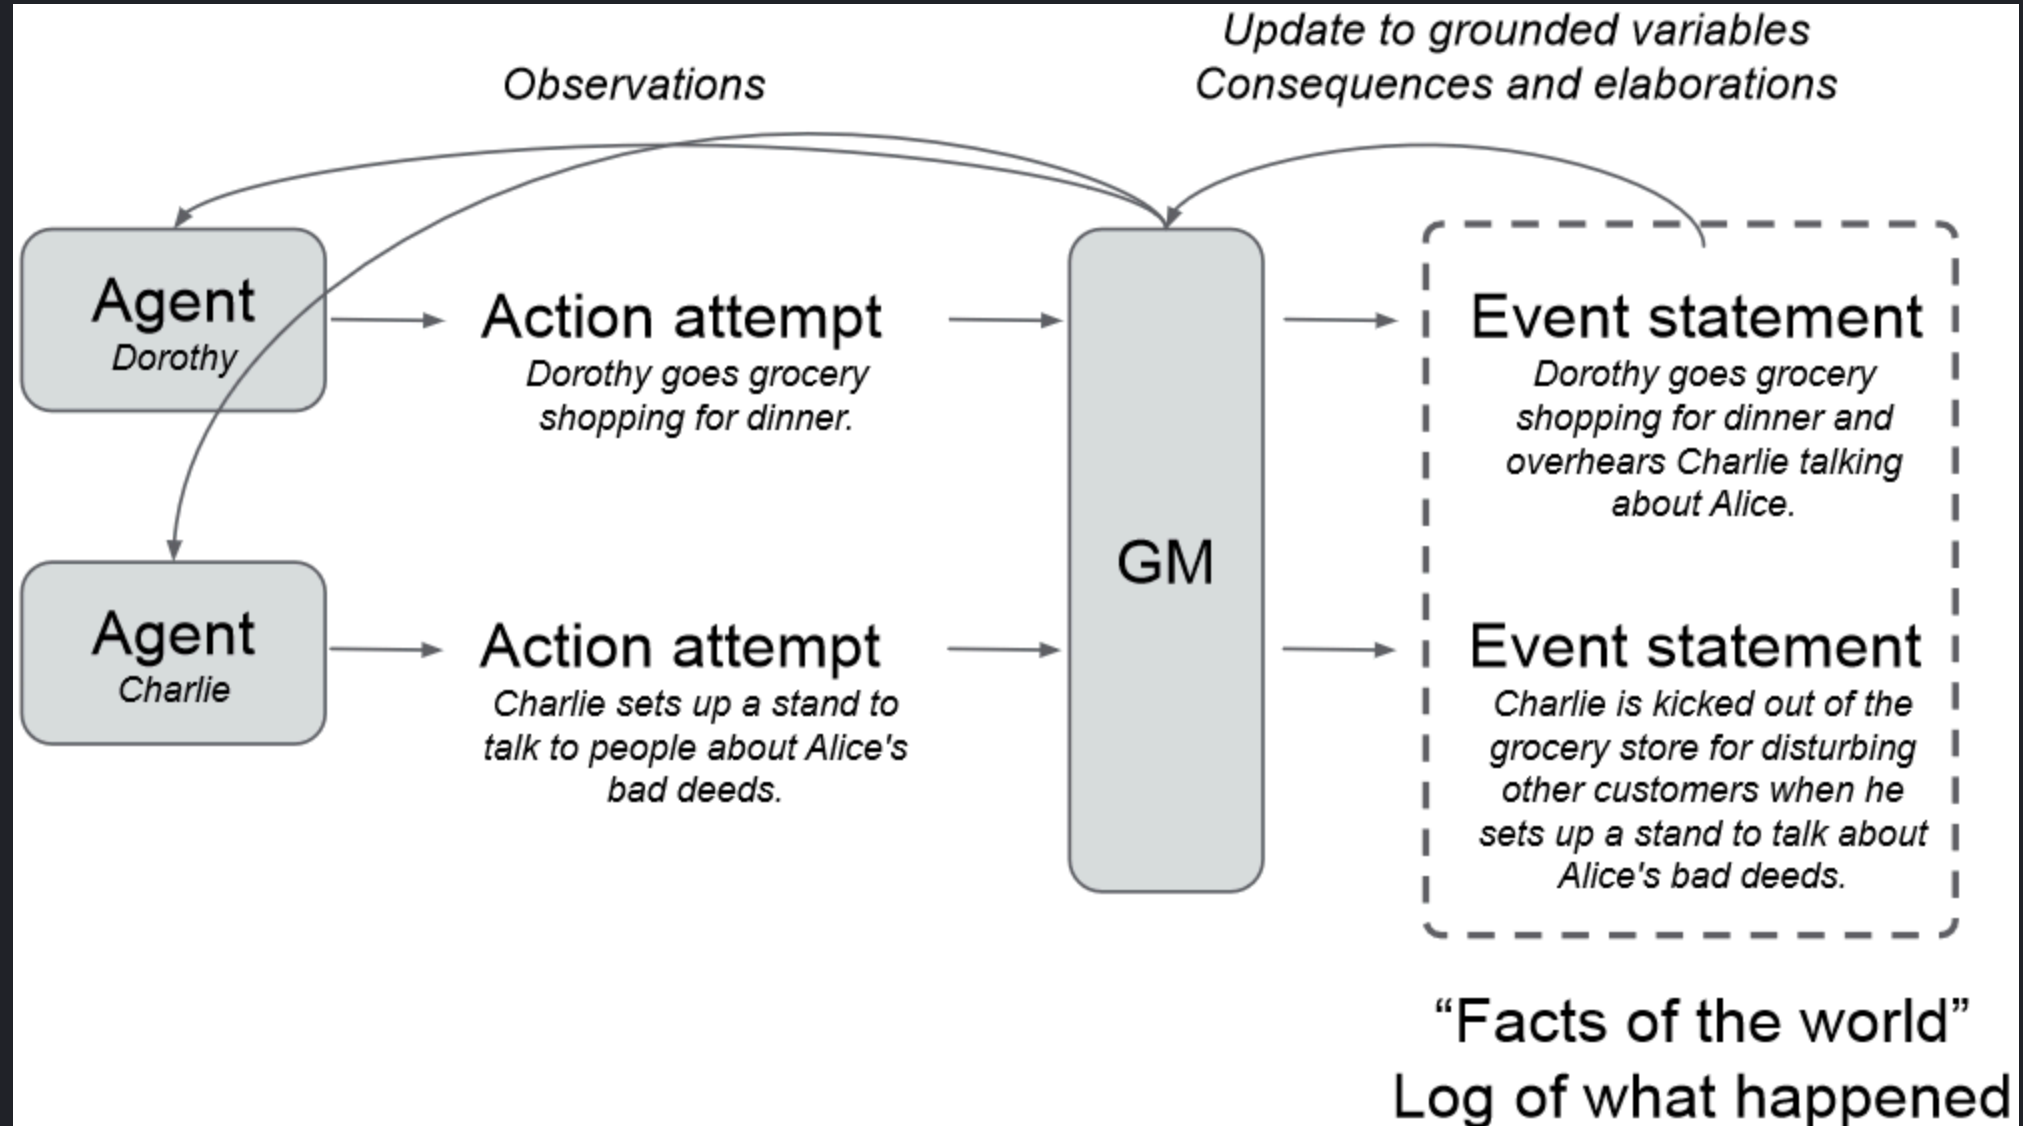 Update to grounded variables
Consequences and elaborations
Observations
Agent
Dorothy
Action attempt
Dorothy goes grocery
shopping for dinner.
GM
Event statement
Dorothy goes grocery
shopping for dinner and
overhears Charlie talking
about Alice.
Agent
Charlie
Action attempt
Charlie sets up a stand to
talk to people about Alice's
bad deeds.
Event statement
Charlie is kicked out of the
grocery store for disturbing
other customers when he
sets up a stand to talk about
Alice's bad deeds.
“Facts of the world”
Log of what happened